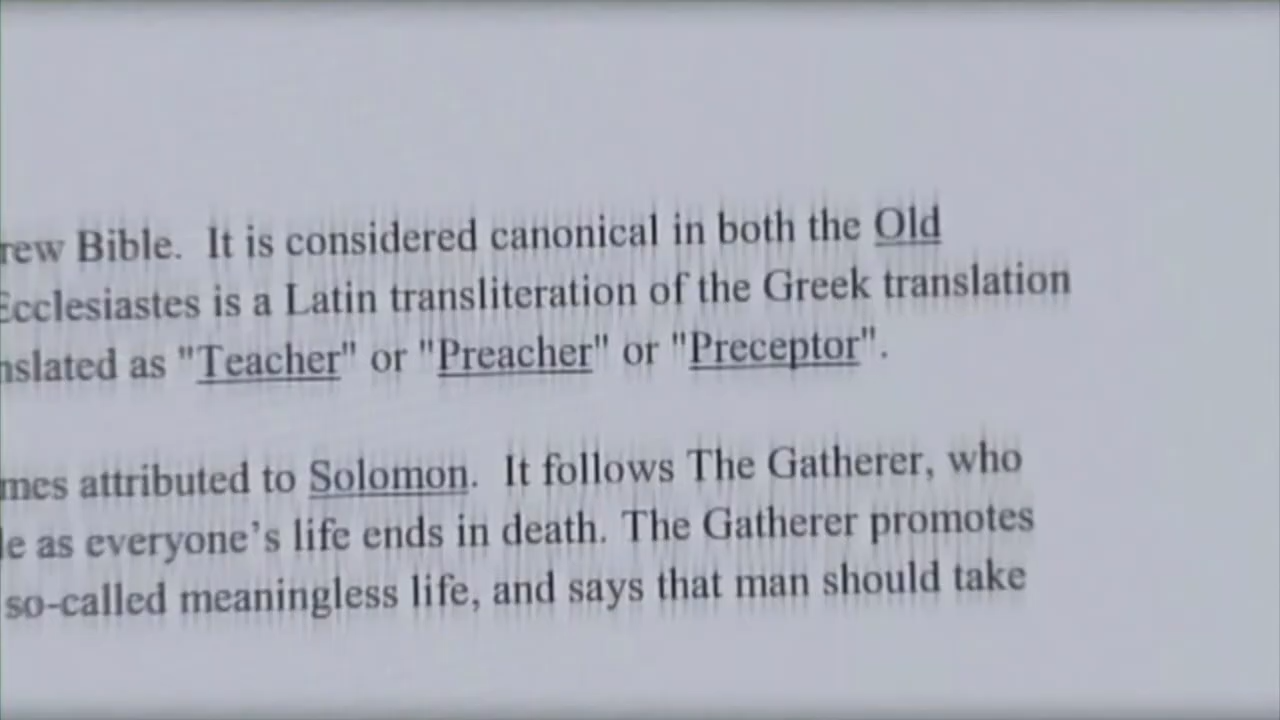 rew Bible. It is considered canonical in both the Old
Ecclesiastes is a Latin transliteration of the Greek translation
nslated as "Teacher" or "Preacher" or "Preceptor".
mes attributed to Solomon. It follows The Gatherer, who
le as everyone’s life ends in death. The Gatherer promotes
so-called meaningless life, and says that man should take